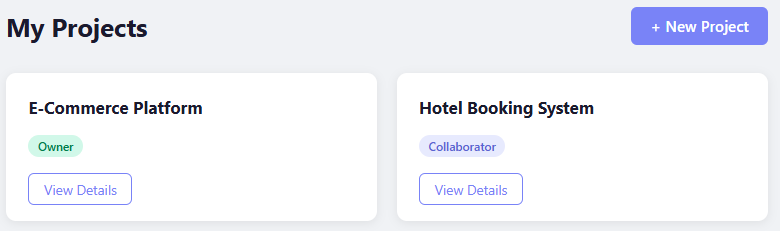 My Projects
+ New Project
E-Commerce Platform
Owner
View Details
Hotel Booking System
Collaborator
View Details